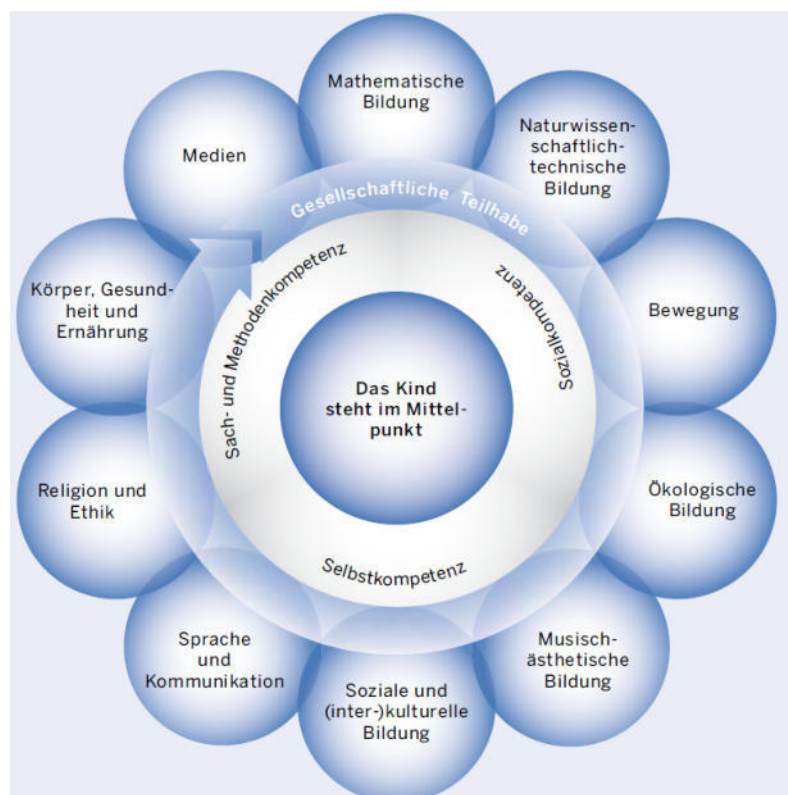 Mathematische
Bildung
Naturwissen-
schaftlich-
technische
Bildung
Bewegung
Ökologische
Bildung
Musisch-
ästhetische
Bildung
Soziale und
(inter-)kulturelle
Bildung
Sprache
und
Kommunikation
Religion und
Ethik
Körper, Gesund-
heit und
Ernährung
Medien
Gesellschaftliche Teilhabe
Sach- und Methodenkompetenz
Sozialkompetenz
Selbstkompetenz
Das Kind
steht im Mittel-
punkt